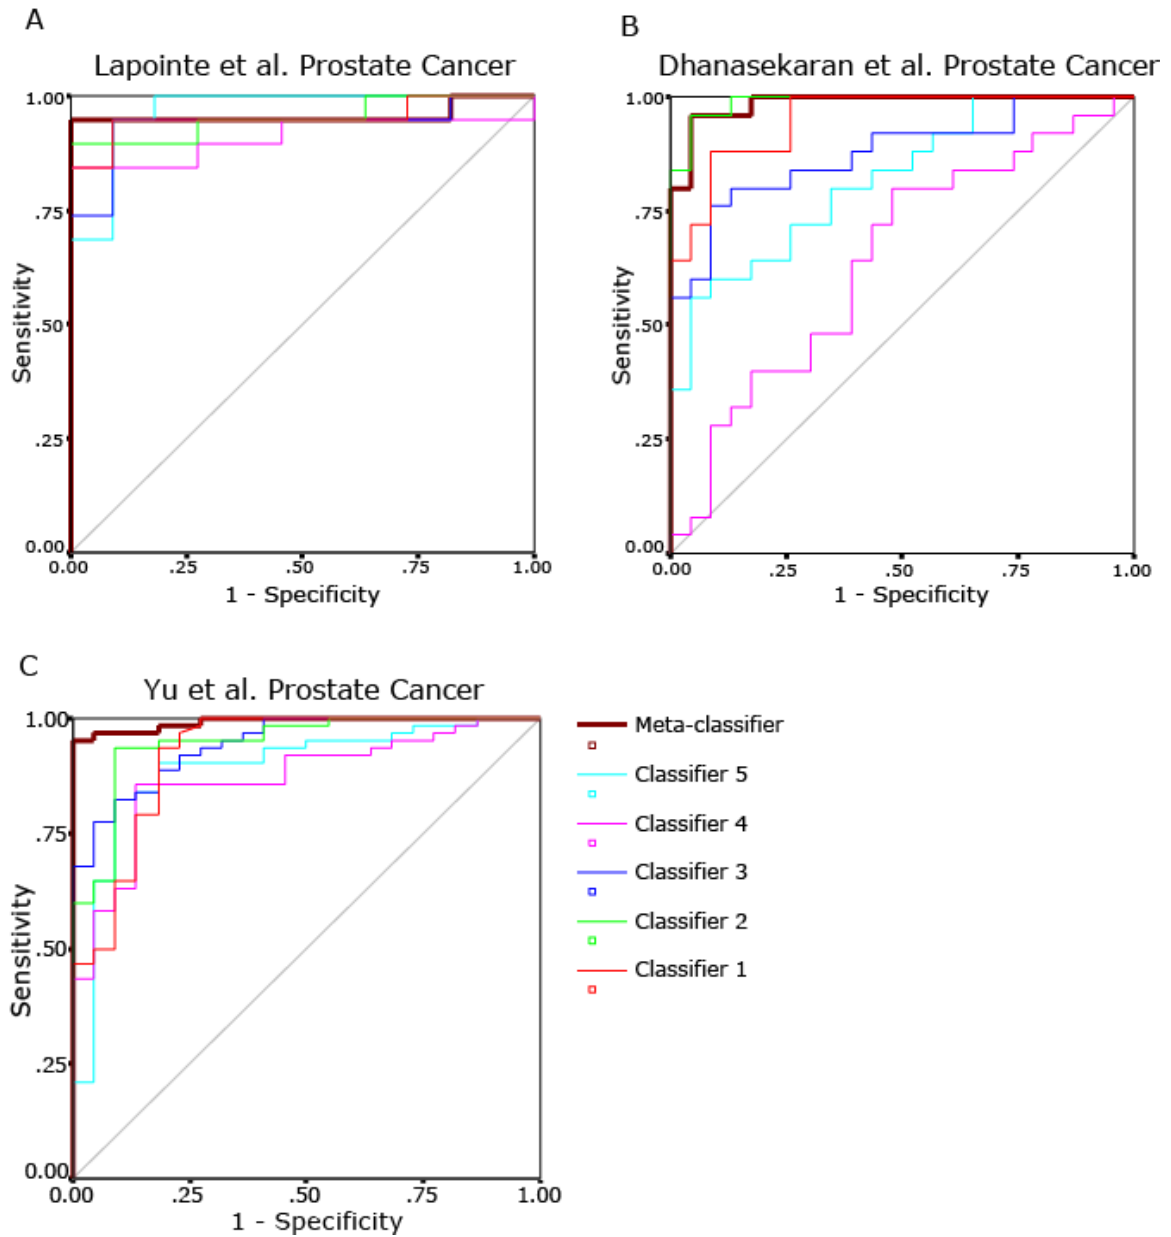 A
Lapointe et al. Prostate Cancer
1.00
.75
.50
.25
0.00
Sensitivity
0.00 .25 .50 .75 1.00
1 - Specificity
B
Dhanasekaran et al. Prostate Cancer
1.00
.75
.50
.25
0.00
Sensitivity
0.00 .25 .50 .75 1.00
1 - Specificity
C
Yu et al. Prostate Cancer
1.00
.75
.50
.25
0.00
Sensitivity
0.00 .25 .50 .75 1.00
1 - Specificity
Meta-classifier
Classifier 5
Classifier 4
Classifier 3
Classifier 2
Classifier 1